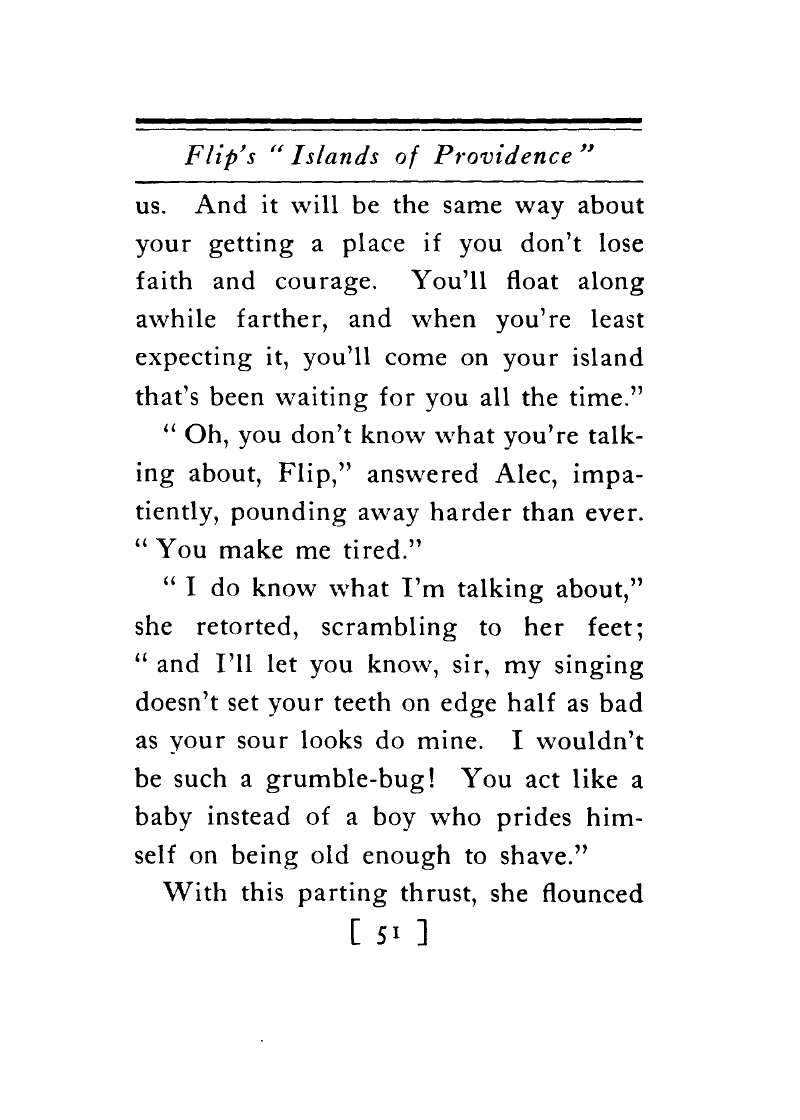 Flip's "Islands of Providence"
us. And it will be the same way about
your getting a place if you don't lose
faith and courage. You'll float along
awhile farther, and when you're least
expecting it, you'll come on your island
that's been waiting for you all the time."
"Oh, you don't know what you're talk-
ing about, Flip," answered Alec, impa-
tiently, pounding away harder than ever.
"You make me tired."
"I do know what I'm talking about,"
she retorted, scrambling to her feet;
"and I'll let you know, sir, my singing
doesn't set your teeth on edge half as bad
as your sour looks do mine. I wouldn't
be such a grumble-bug! You act like a
baby instead of a boy who prides him-
self on being old enough to shave."
With this parting thrust, she flounced
[ 51 ]